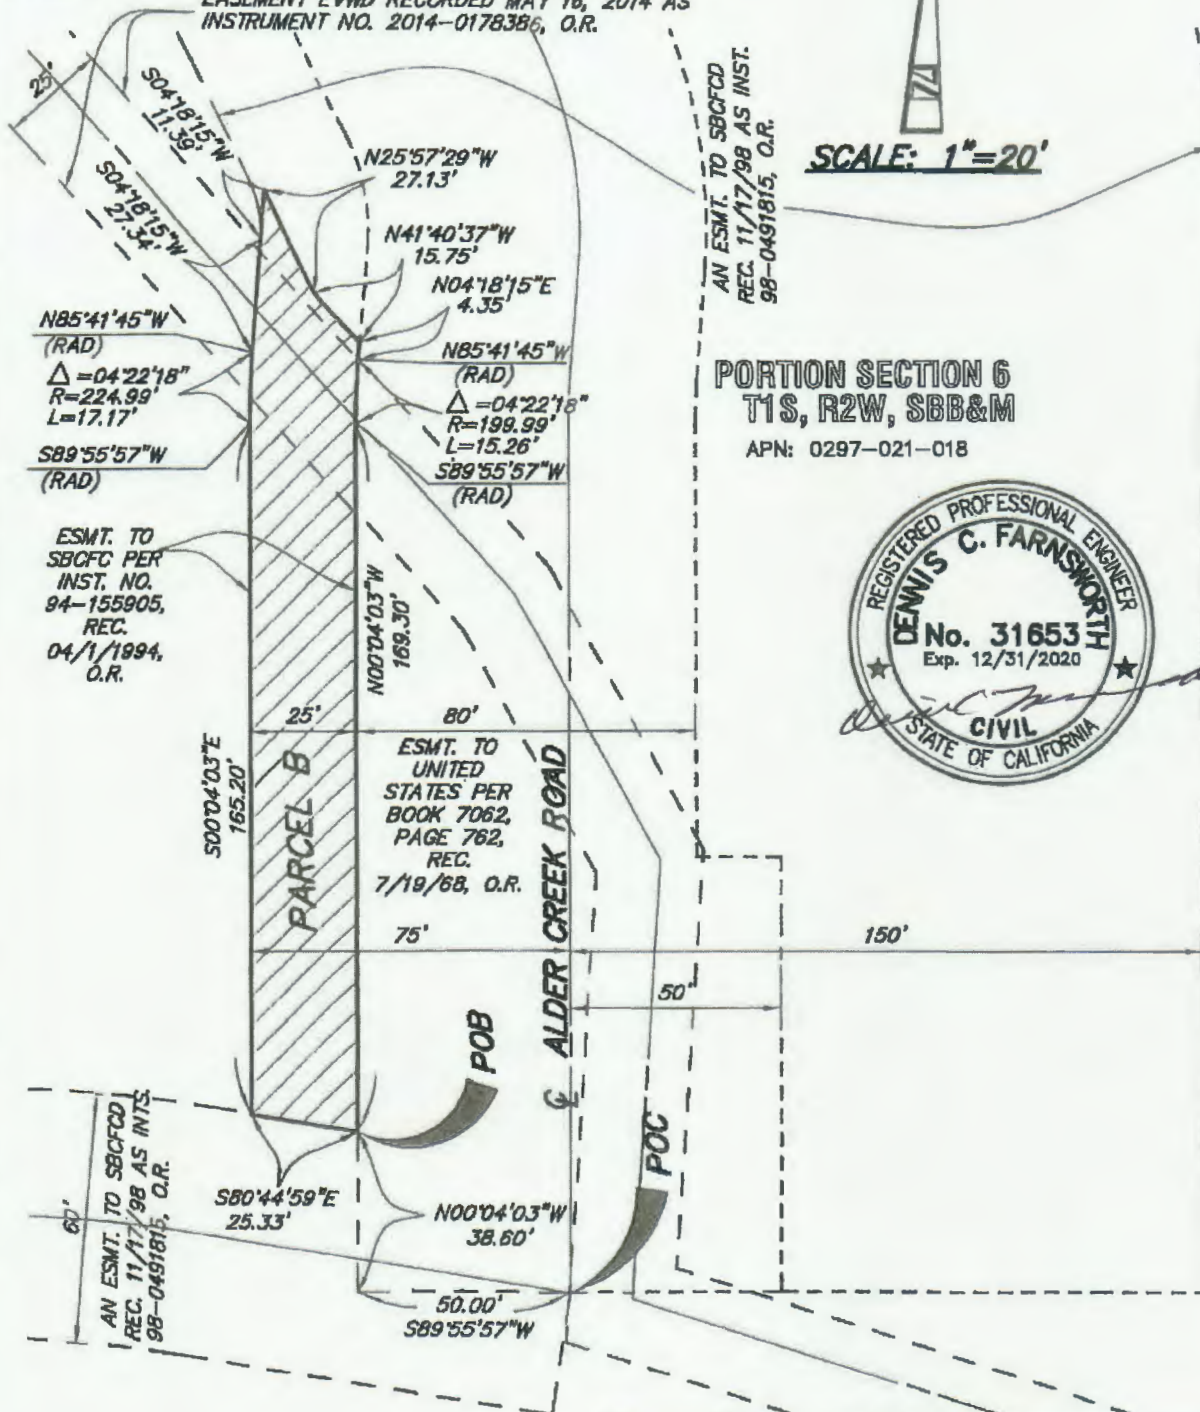 EASEMENT EVWD RECORDED MAY 16, 2014 AS
INSTRUMENT NO. 2014-0178386, O.R.
25'
S04°18'15"W
11.39'
S04°18'15"W
27.34'
N25°57'29"W
27.13'
N41°40'37"W
15.75'
N04°18'15"E
4.35'
AN ESMT. TO SBCFCD
REC. 11/17/98 AS INST.
98-0491815, O.R.
SCALE: 1"=20'
N85°41'45"W
(RAD)
Δ=04°22'18"
R=224.99'
L=17.17'
S89°55'57"W
(RAD)
N85°41'45"W
(RAD)
Δ=04°22'18"
R=199.99'
L=15.26'
S89°55'57"W
(RAD)
PORTION SECTION 6
T1S, R2W, SBB&M
APN: 0297-021-018
ESMT. TO
SBCFC PER
INST. NO.
94-155905,
REC.
04/1/1994,
O.R.
N00°04'03"W
169.30'
REGISTERED PROFESSIONAL ENGINEER
DENNIS C. FARNSWORTH
No. 31653
Exp. 12/31/2020
CIVIL
STATE OF CALIFORNIA
25'
80'
S00°04'03"E
165.20'
PARCEL B
ESMT. TO
UNITED
STATES PER
BOOK 7062,
PAGE 762,
REC.
7/19/68, O.R.
℄ ALDER CREEK ROAD
75'
150'
50'
POB
POC
60'
AN ESMT. TO SBCFCD
REC. 11/17/98 AS INTS.
98-0491815, O.R.
S80°44'59"E
25.33'
N00°04'03"W
38.60'
50.00'
S89°55'57"W